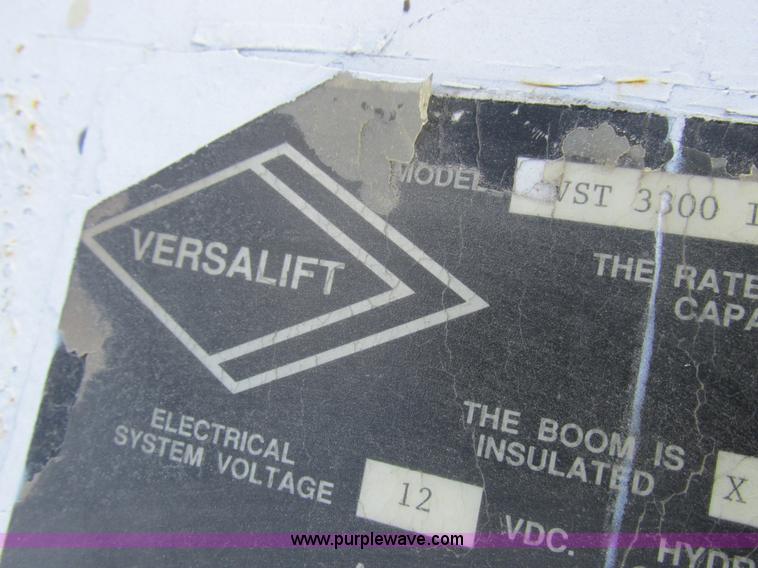 MODEL VST 3300 I
VERSALIFT
THE RATE
CAPA
ELECTRICAL
SYSTEM VOLTAGE 12 VDC.
THE BOOM IS
INSULATED X
HYDR
www.purplewave.com